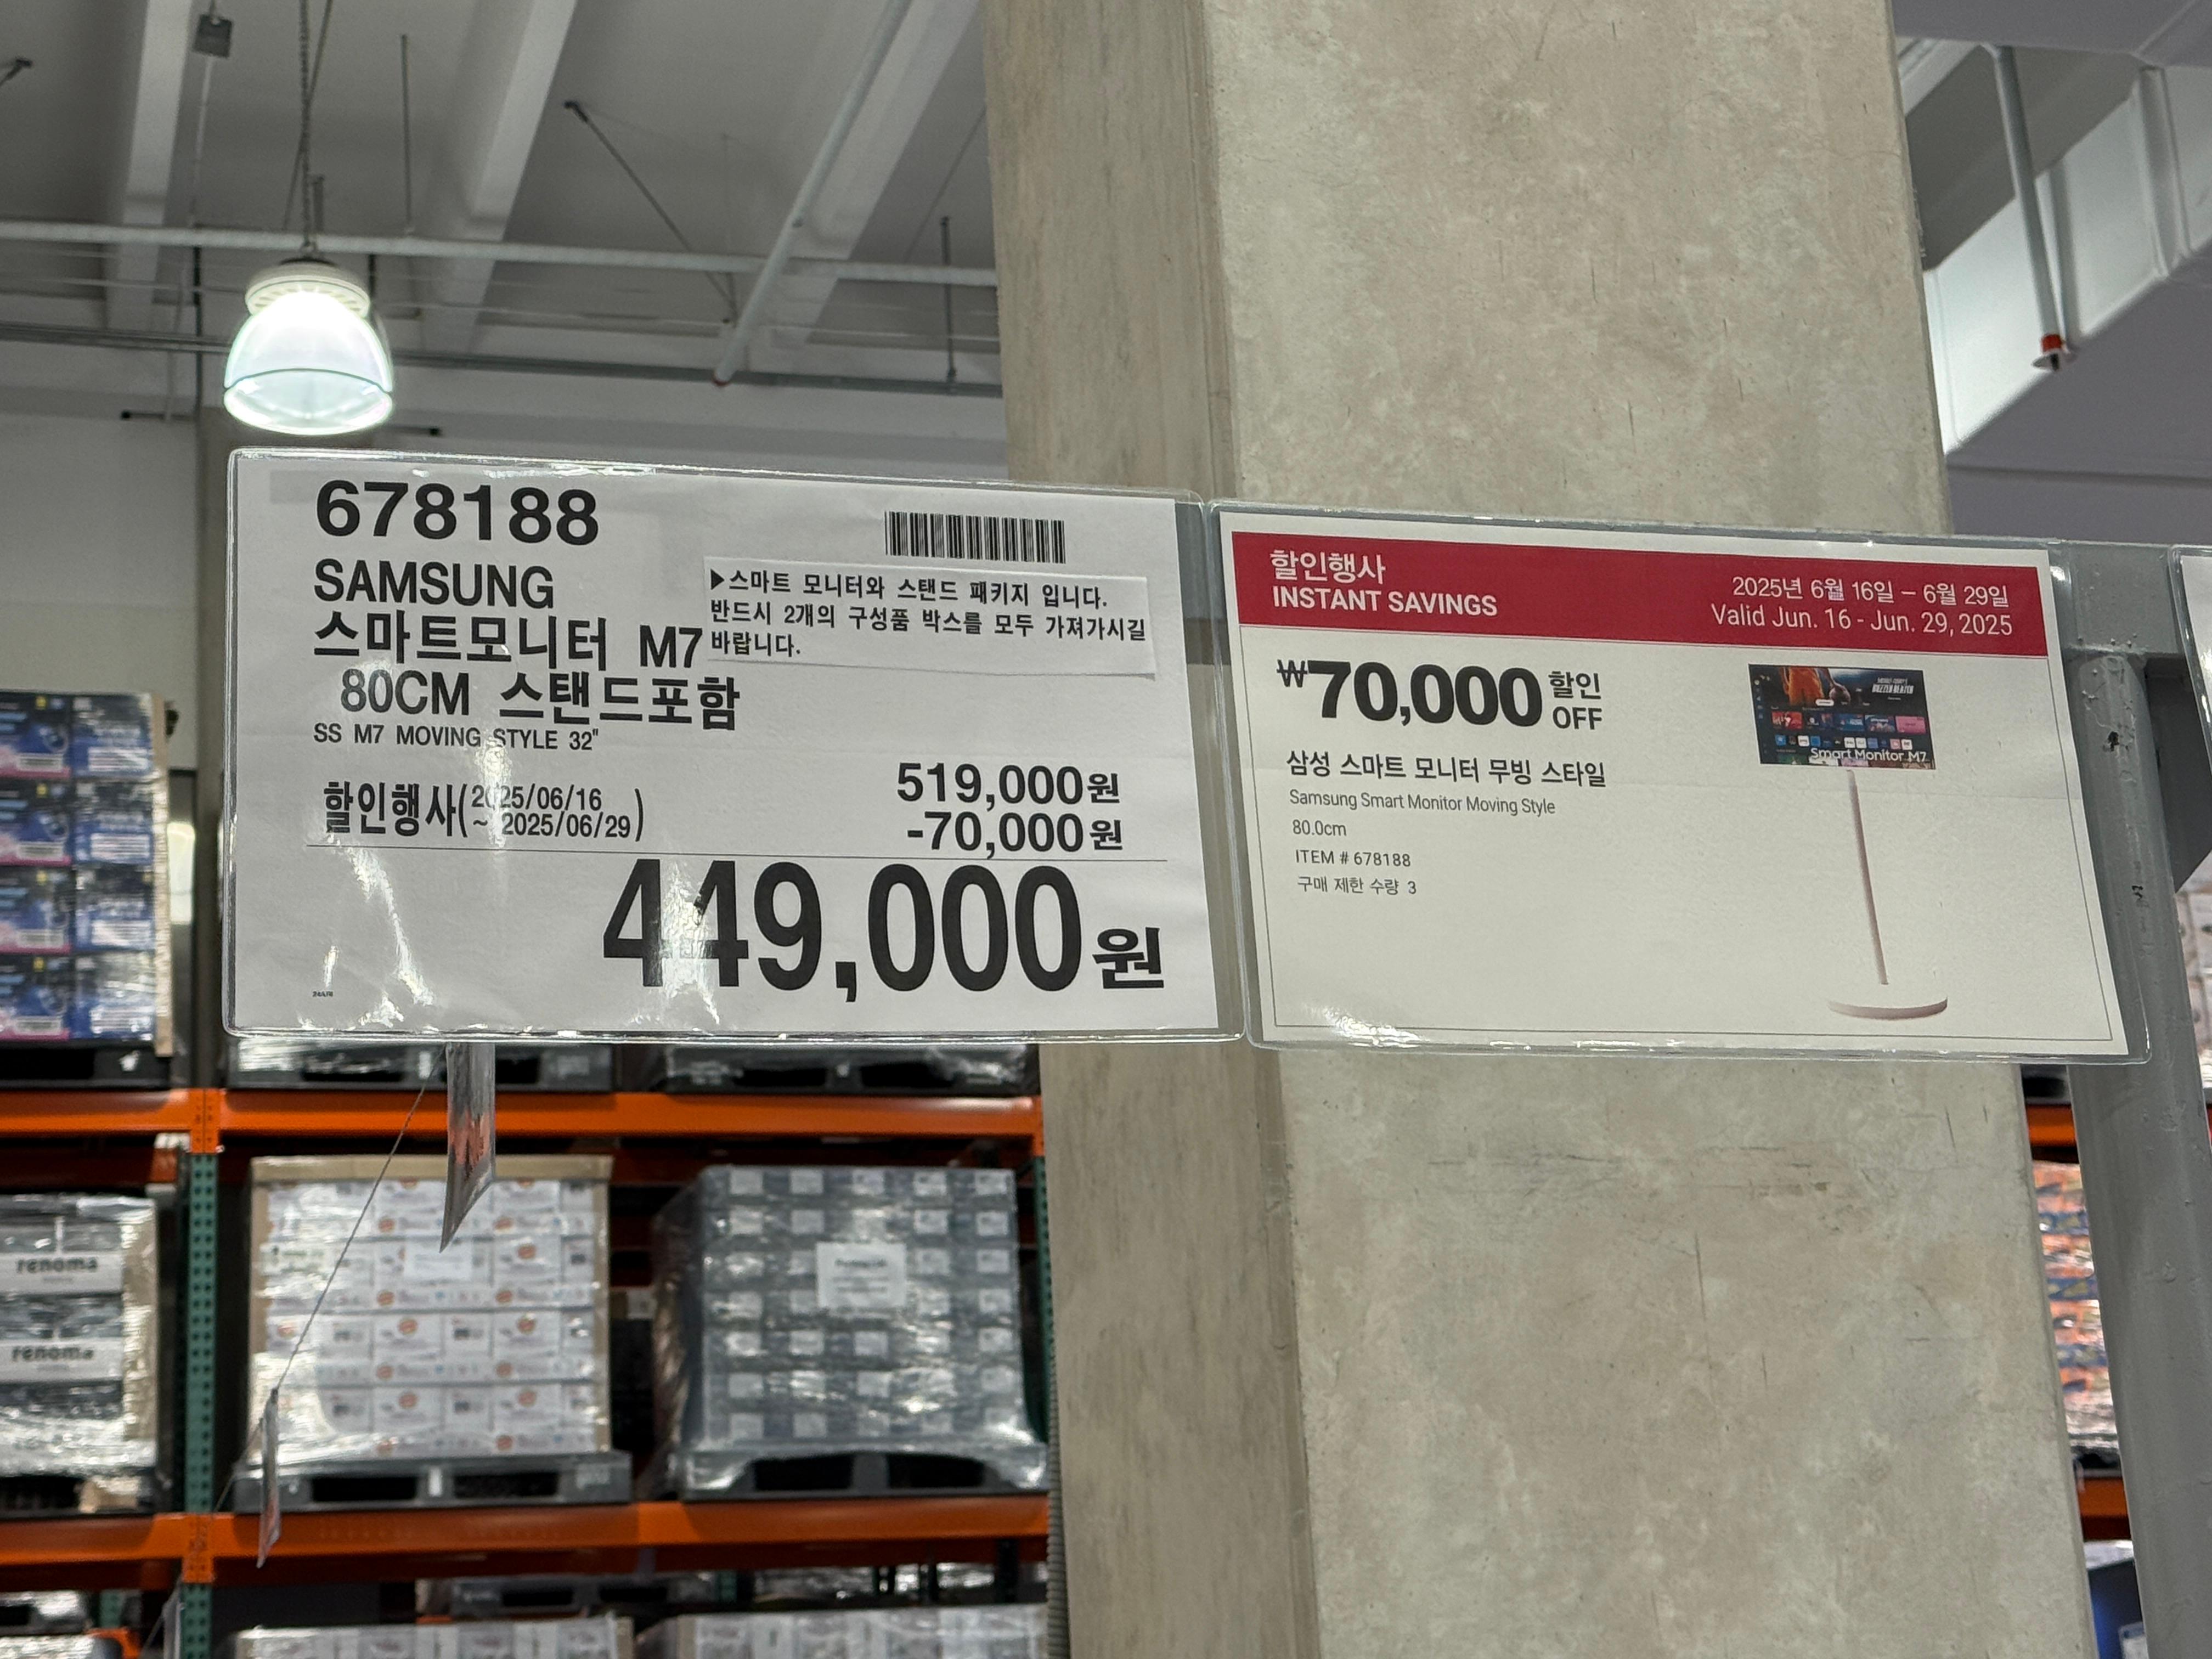 678188
SAMSUNG
스마트모니터 M7
80CM 스탠드포함
SS M7 MOVING STYLE 32"
▶스마트 모니터와 스탠드 패키지 입니다.
반드시 2개의 구성품 박스를 모두 가져가시길
바랍니다.
519,000원
할인행사(2025/06/16
~ 2025/06/29)
-70,000원
449,000원
할인행사
INSTANT SAVINGS
2025년 6월 16일 – 6월 29일
Valid Jun. 16 - Jun. 29, 2025
₩70,000 할인
OFF
삼성 스마트 모니터 무빙 스타일
Samsung Smart Monitor Moving Style
80.0cm
ITEM # 678188
구매 제한 수량 3
Smart Monitor M7
renoma
renoma